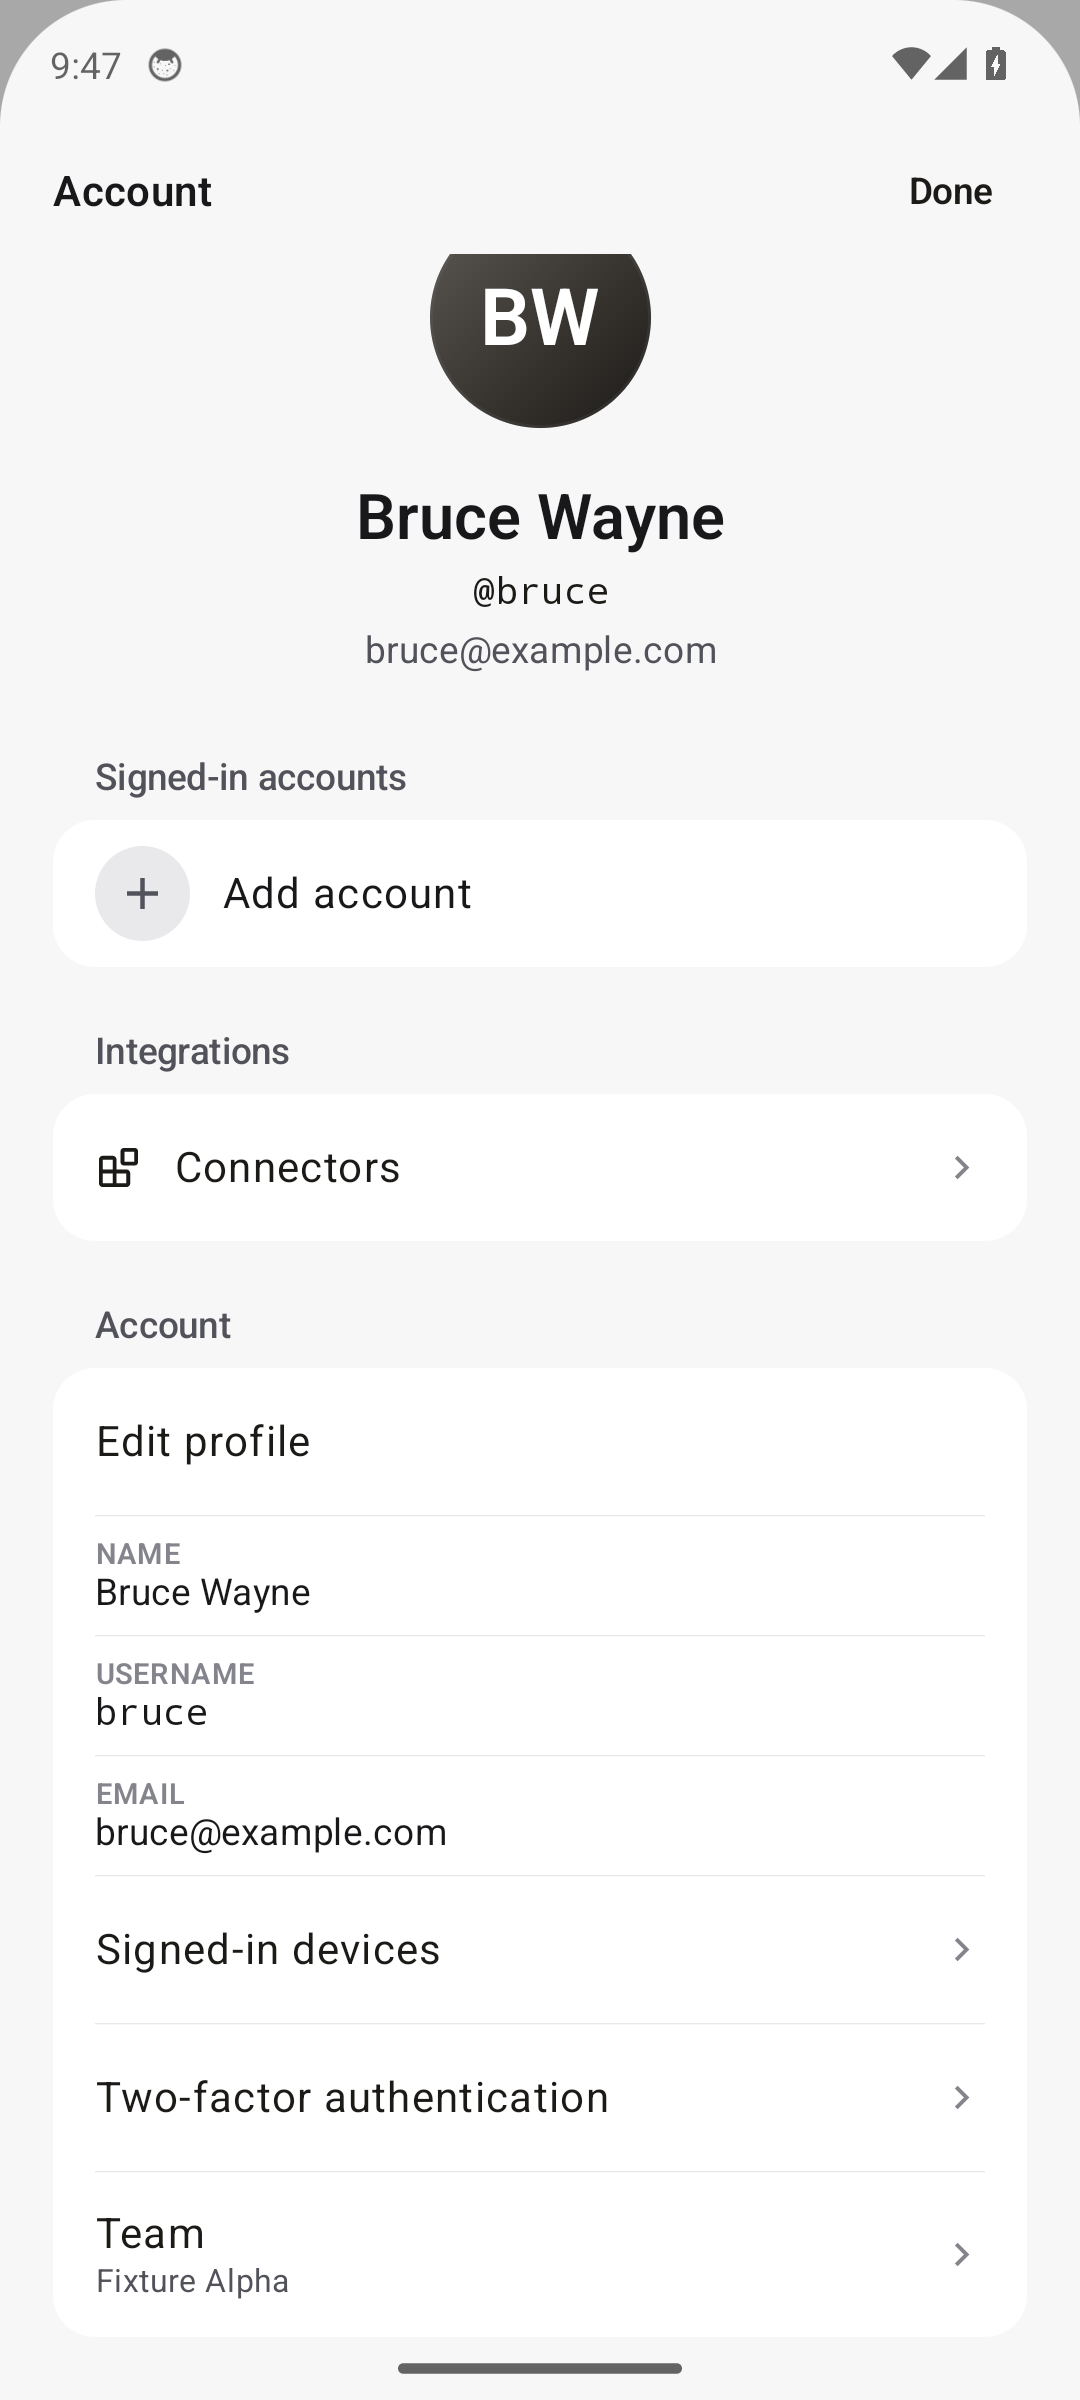 9:47
Account
Done
BW
Bruce Wayne
@bruce
bruce@example.com
Signed-in accounts
Add account
Integrations
Connectors
Account
Edit profile
NAME
Bruce Wayne
USERNAME
bruce
EMAIL
bruce@example.com
Signed-in devices
Two-factor authentication
Team
Fixture Alpha